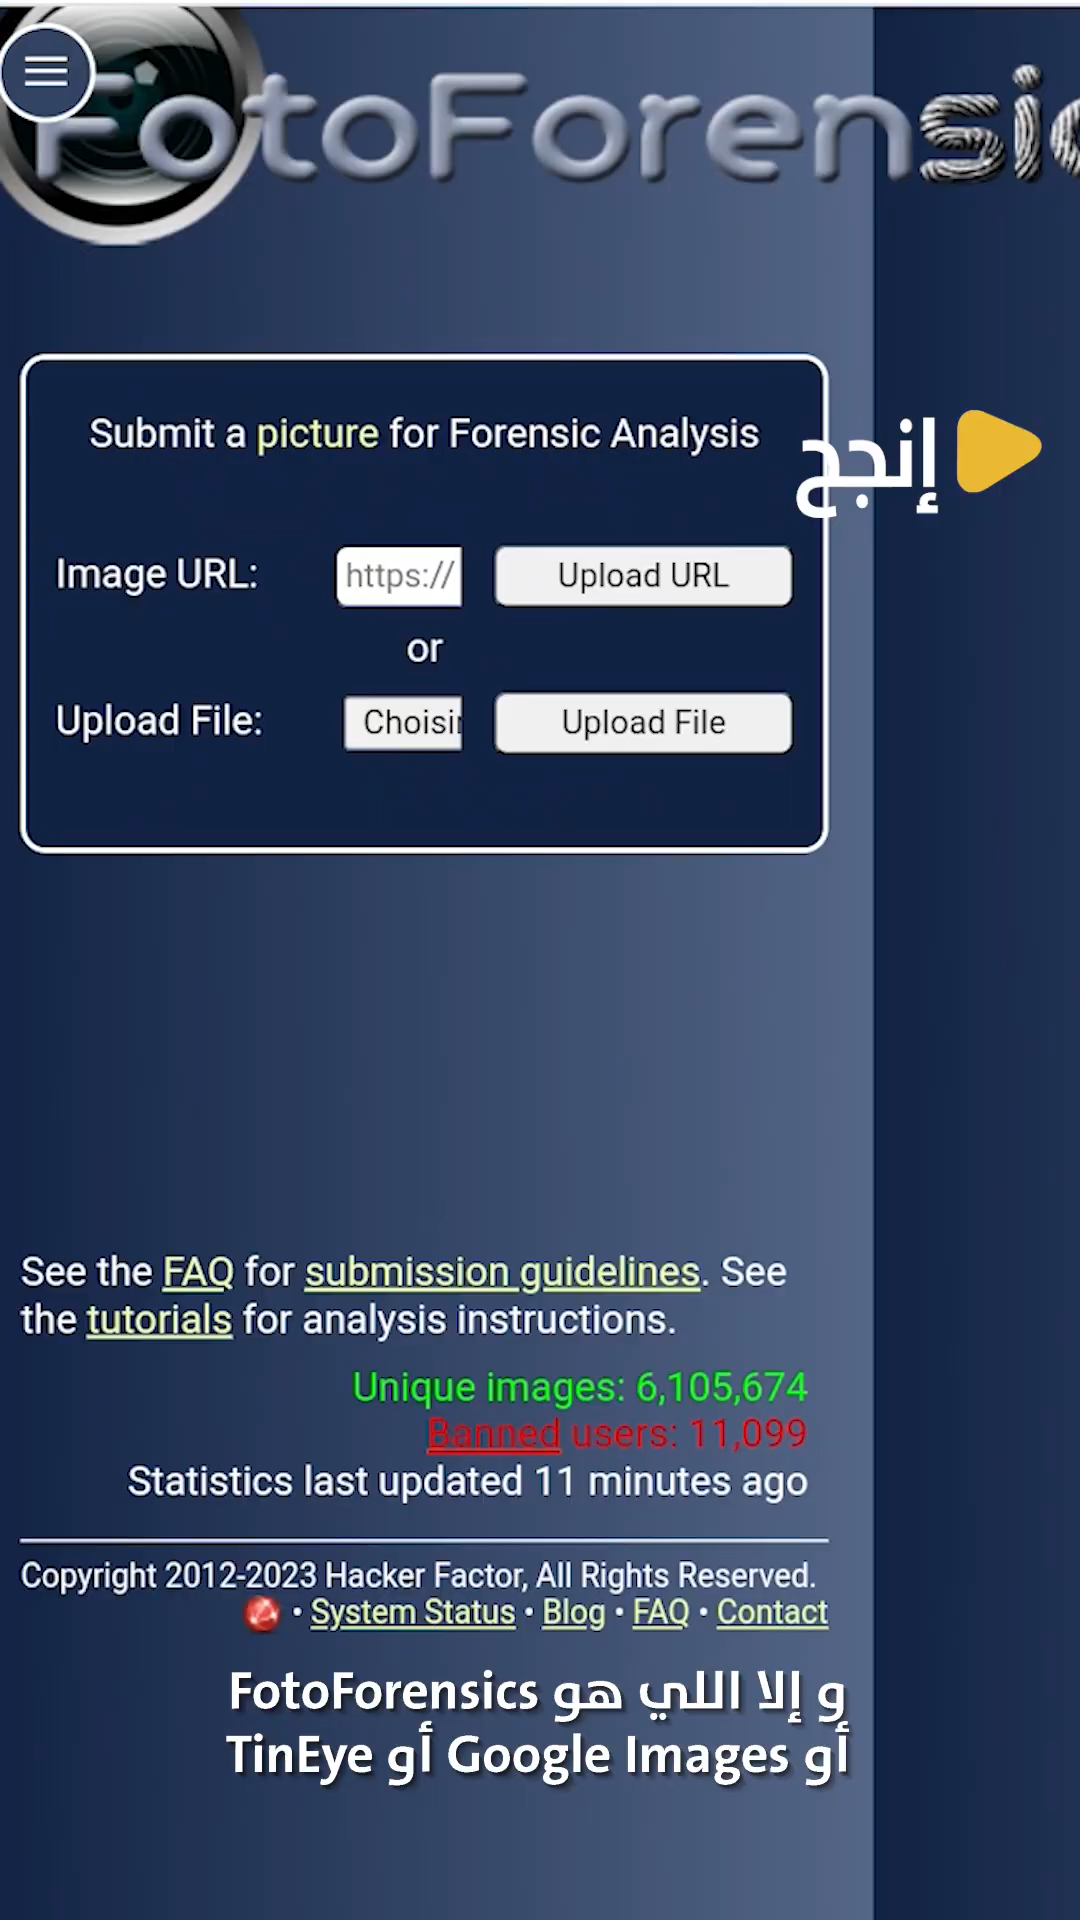 FotoForensic
Submit a picture for Forensic Analysis
إنجح
Image URL: https:// Upload URL
or
Upload File: Choisir Upload File
See the FAQ for submission guidelines. See
the tutorials for analysis instructions.
Unique images: 6,105,674
Banned users: 11,099
Statistics last updated 11 minutes ago
Copyright 2012-2023 Hacker Factor, All Rights Reserved.
• System Status • Blog • FAQ • Contact
و إلا اللي هو FotoForensics
أو Google Images أو TinEye